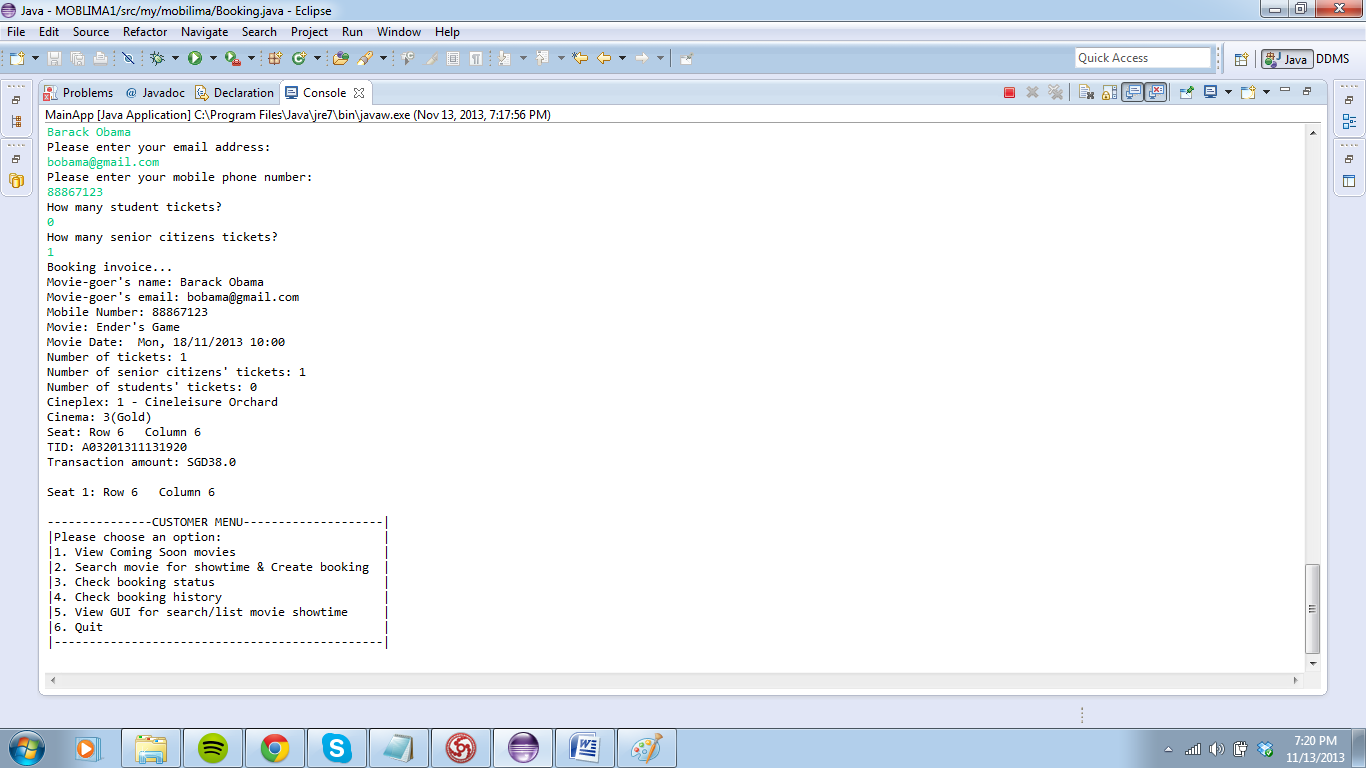 Java - MOBLIMA1/src/my/mobilima/Booking.java - Eclipse
File Edit Source Refactor Navigate Search Project Run Window Help
Quick Access
Java
DDMS
Problems @ Javadoc Declaration Console
MainApp [Java Application] C:\Program Files\Java\jre7\bin\javaw.exe (Nov 13, 2013, 7:17:56 PM)
Barack Obama
Please enter your email address:
bobama@gmail.com
Please enter your mobile phone number:
88867123
How many student tickets?
0
How many senior citizens tickets?
1
Booking invoice...
Movie-goer's name: Barack Obama
Movie-goer's email: bobama@gmail.com
Mobile Number: 88867123
Movie: Ender's Game
Movie Date:  Mon, 18/11/2013 10:00
Number of tickets: 1
Number of senior citizens' tickets: 1
Number of students' tickets: 0
Cineplex: 1 - Cineleisure Orchard
Cinema: 3(Gold)
Seat: Row 6   Column 6
TID: A03201311131920
Transaction amount: SGD38.0
Seat 1: Row 6   Column 6
---------------CUSTOMER MENU--------------------|
|Please choose an option:                       |
|1. View Coming Soon movies                     |
|2. Search movie for showtime & Create booking  |
|3. Check booking status                        |
|4. Check booking history                       |
|5. View GUI for search/list movie showtime     |
|6. Quit                                        |
|-----------------------------------------------|
7:20 PM
11/13/2013